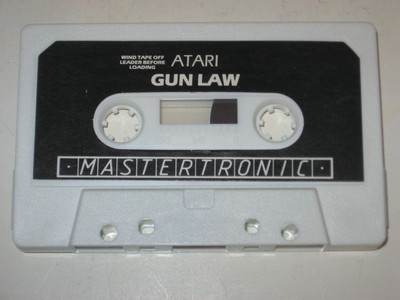 WIND TAPE OFF
LEADER BEFORE
LOADING
ATARI
GUN LAW
· MASTERTRONIC ·